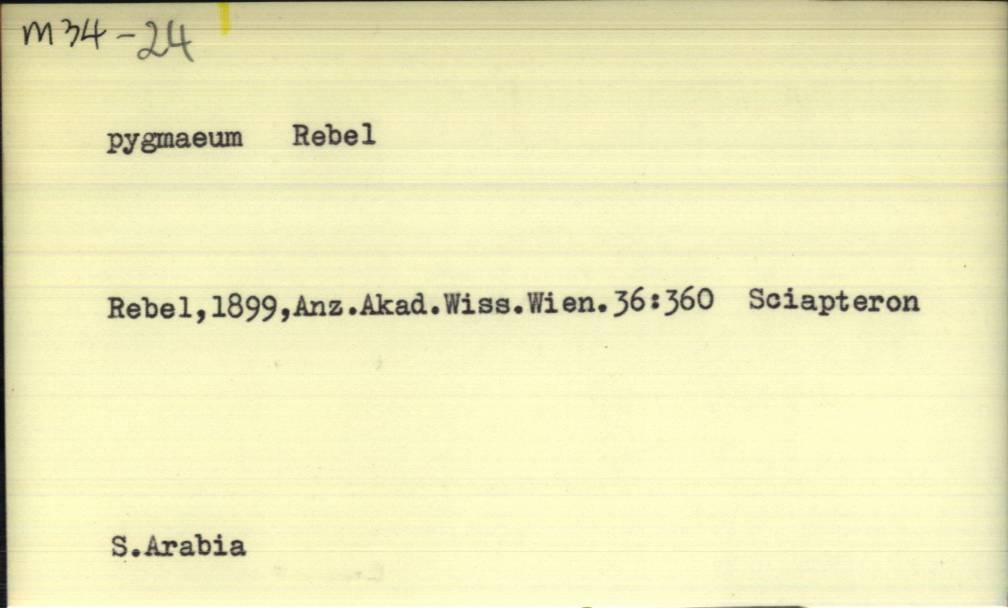 M34-24
pygmaeum Rebel
Rebel,1899,Anz.Akad.Wiss.Wien.36:360 Sciapteron
S.Arabia